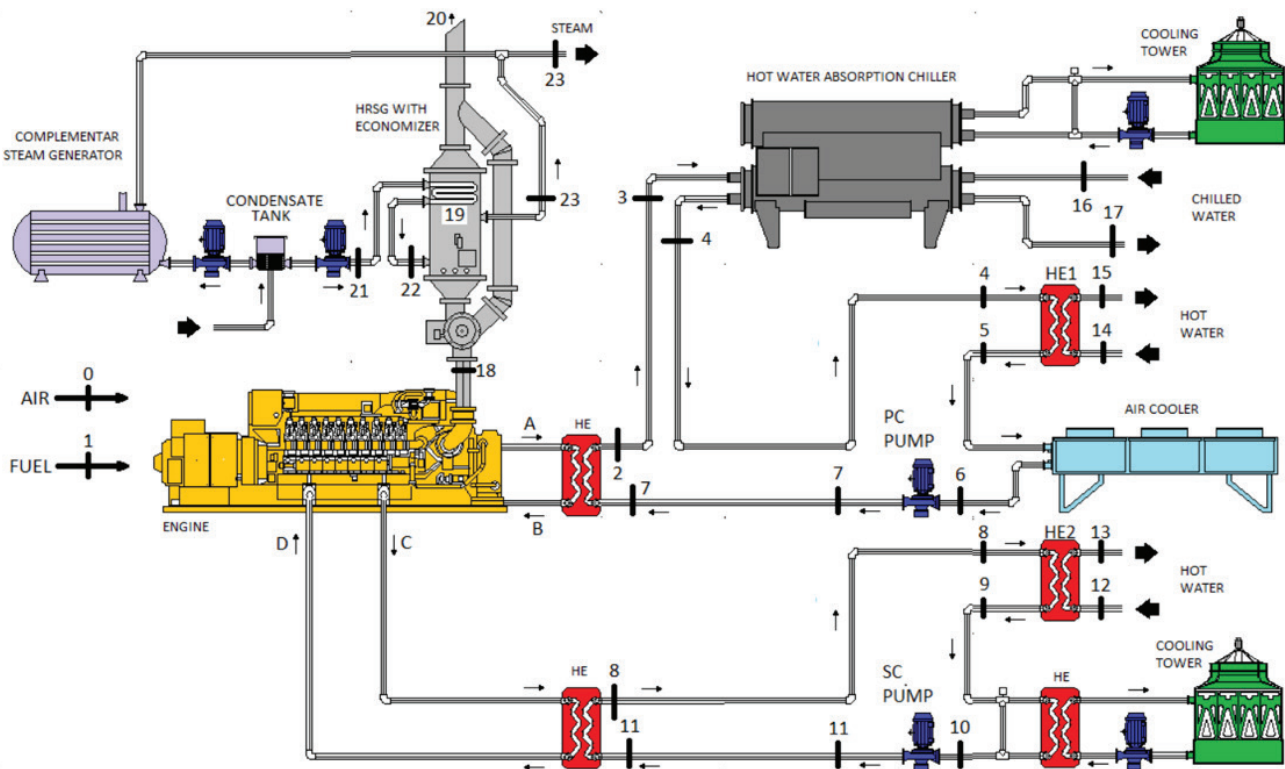 20
STEAM
23
COOLING
TOWER
HRSG WITH
ECONOMIZER
HOT WATER ABSORPTION CHILLER
COMPLEMENTAR
STEAM GENERATOR
CONDENSATE
TANK
19
23
3
16
CHILLED
WATER
17
4
21
22
4
HE1
15
HOT
WATER
5
14
18
0
AIR
1
FUEL
A
HE
2
PC
PUMP
AIR COOLER
7
7
6
B
ENGINE
D
C
8
HE2
13
HOT
WATER
9
12
COOLING
TOWER
HE
8
SC
PUMP
HE
11
11
10